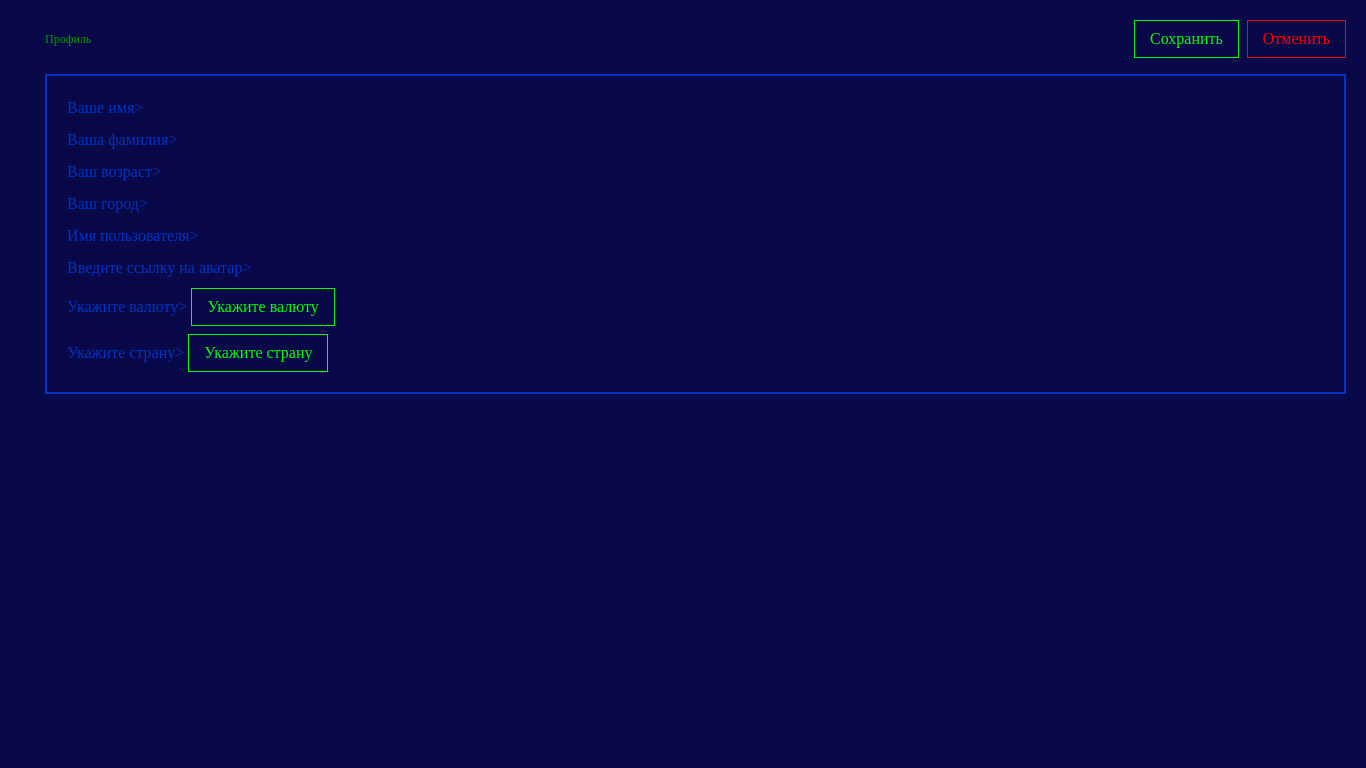 Профиль Сохранить Отменить
Ваше имя>
Ваша фамилия>
Ваш возраст>
Ваш город>
Имя пользователя>
Введите ссылку на аватар>
Укажите валюту> Укажите валюту
Укажите страну> Укажите страну